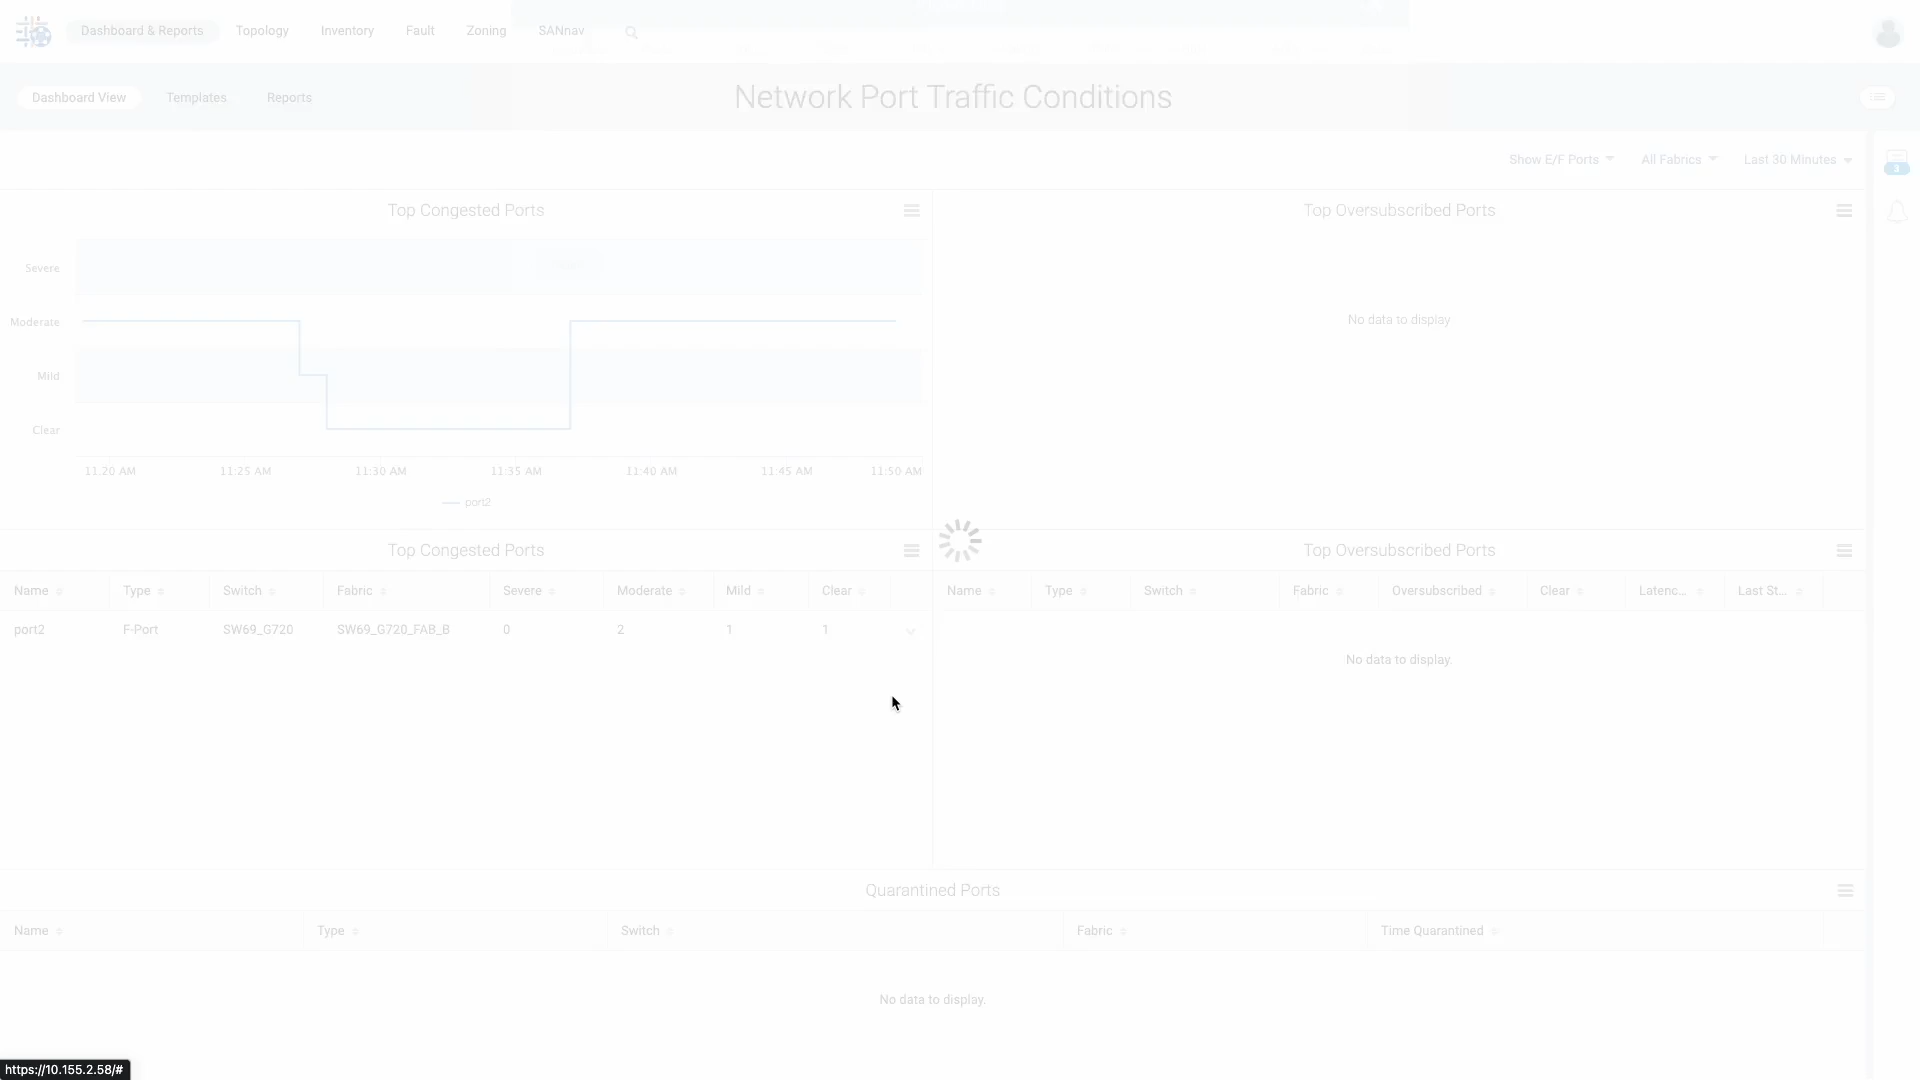 Dashboard & Reports Topology Inventory Fault Zoning SANnav
Dashboard View Templates Reports Network Port Traffic Conditions
Show E/F Ports All Fabrics Last 30 Minutes
3
Top Congested Ports
Severe
Moderate
Mild
Clear
11:20 AM 11:25 AM 11:30 AM 11:35 AM 11:40 AM 11:45 AM 11:50 AM
port2
Top Oversubscribed Ports
No data to display
Top Congested Ports
Name Type Switch Fabric Severe Moderate Mild Clear
port2 F-Port SW69_G720 SW69_G720_FAB_B 0 2 1 1
Top Oversubscribed Ports
Name Type Switch Fabric Oversubscribed Clear Latenc... Last St...
No data to display.
Quarantined Ports
Name Type Switch Fabric Time Quarantined
No data to display.
https://10.155.2.58/#